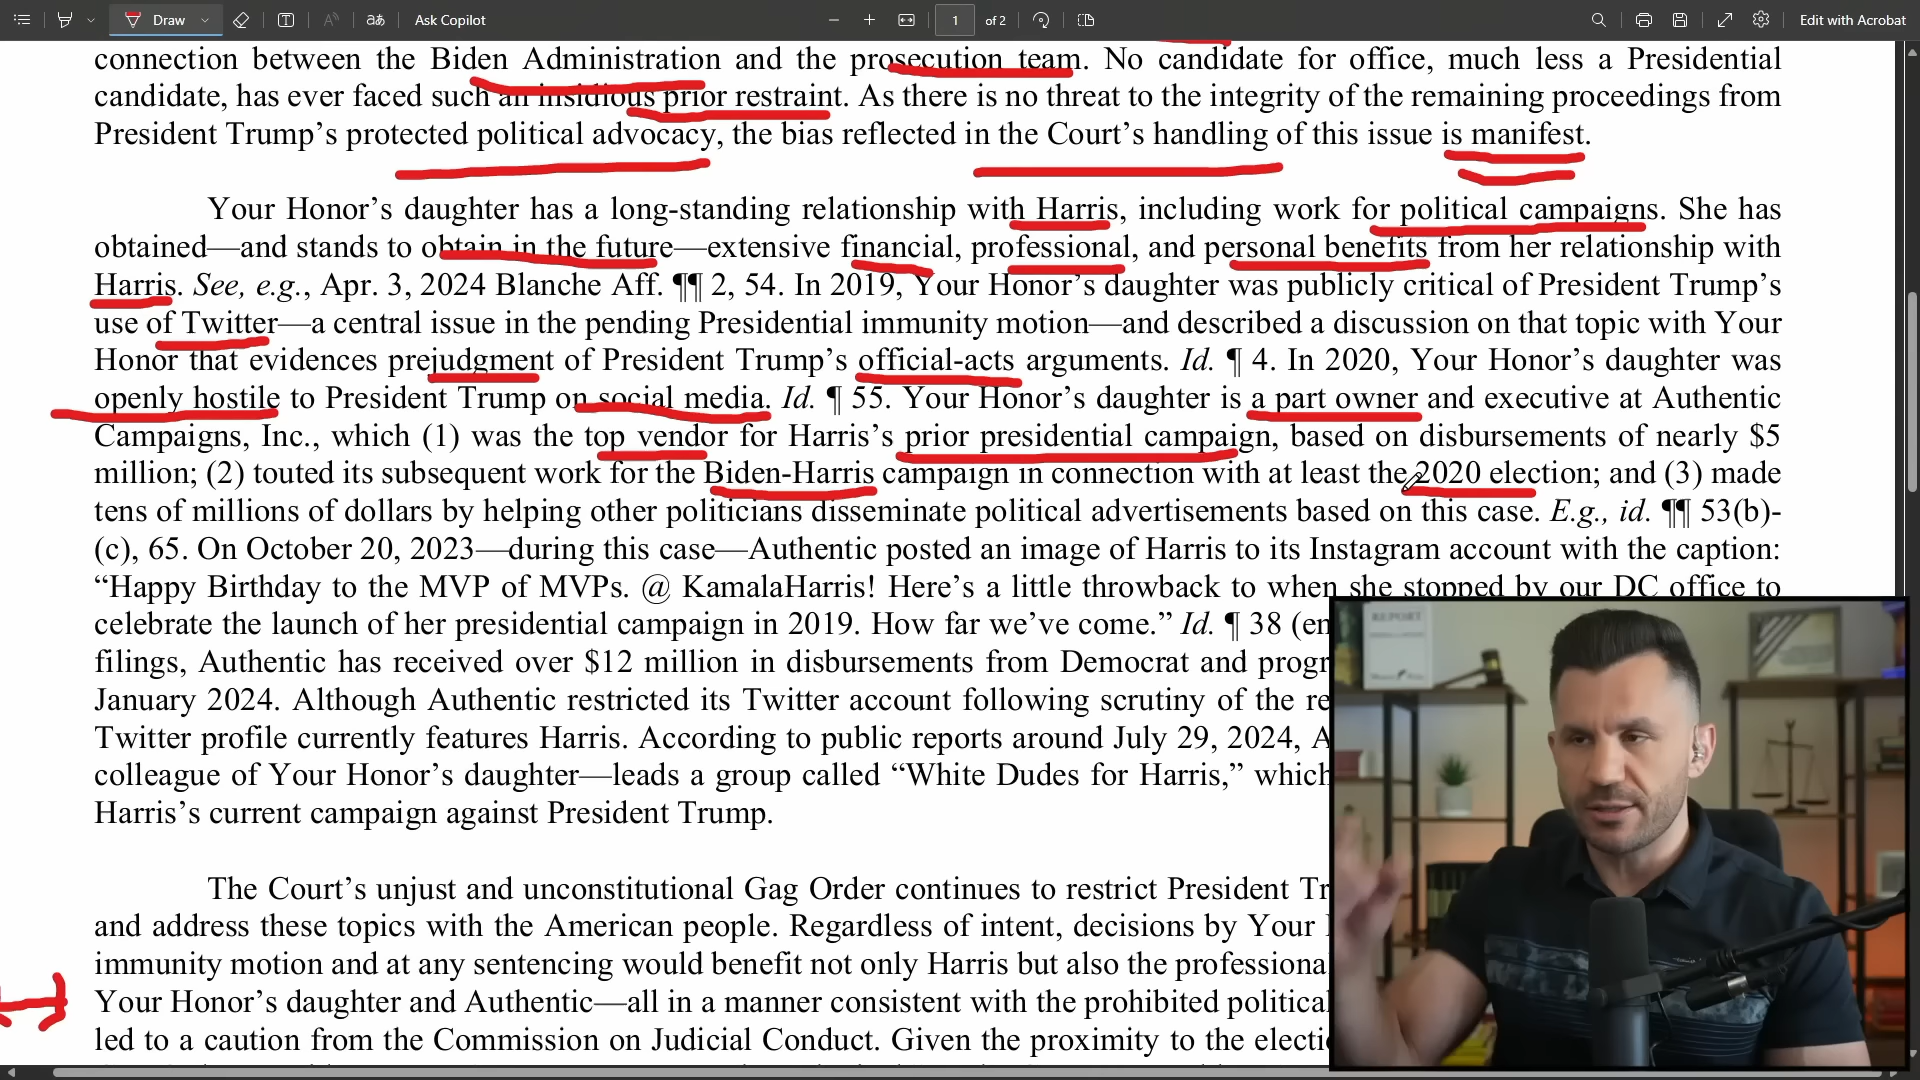 Draw
aあ
Ask Copilot
1
of 2
Edit with Acrobat
connection between the Biden Administration and the prosecution team. No candidate for office, much less a Presidential
candidate, has ever faced such an insidious prior restraint. As there is no threat to the integrity of the remaining proceedings from
President Trump’s protected political advocacy, the bias reflected in the Court’s handling of this issue is manifest.
Your Honor’s daughter has a long-standing relationship with Harris, including work for political campaigns. She has
obtained—and stands to obtain in the future—extensive financial, professional, and personal benefits from her relationship with
Harris. See, e.g., Apr. 3, 2024 Blanche Aff. ¶¶ 2, 54. In 2019, Your Honor’s daughter was publicly critical of President Trump’s
use of Twitter—a central issue in the pending Presidential immunity motion—and described a discussion on that topic with Your
Honor that evidences prejudgment of President Trump’s official-acts arguments. Id. ¶ 4. In 2020, Your Honor’s daughter was
openly hostile to President Trump on social media. Id. ¶ 55. Your Honor’s daughter is a part owner and executive at Authentic
Campaigns, Inc., which (1) was the top vendor for Harris’s prior presidential campaign, based on disbursements of nearly $5
million; (2) touted its subsequent work for the Biden-Harris campaign in connection with at least the 2020 election; and (3) made
tens of millions of dollars by helping other politicians disseminate political advertisements based on this case. E.g., id. ¶¶ 53(b)-
(c), 65. On October 20, 2023—during this case—Authentic posted an image of Harris to its Instagram account with the caption:
“Happy Birthday to the MVP of MVPs. @ KamalaHarris! Here’s a little throwback to when she stopped by our DC office to
celebrate the launch of her presidential campaign in 2019. How far we’ve come.” Id. ¶ 38 (en
filings, Authentic has received over $12 million in disbursements from Democrat and progr
January 2024. Although Authentic restricted its Twitter account following scrutiny of the re
Twitter profile currently features Harris. According to public reports around July 29, 2024, A
colleague of Your Honor’s daughter—leads a group called “White Dudes for Harris,” which
Harris’s current campaign against President Trump.
The Court’s unjust and unconstitutional Gag Order continues to restrict President Tr
and address these topics with the American people. Regardless of intent, decisions by Your
immunity motion and at any sentencing would benefit not only Harris but also the professiona
Your Honor’s daughter and Authentic—all in a manner consistent with the prohibited political
led to a caution from the Commission on Judicial Conduct. Given the proximity to the electi
REPORT